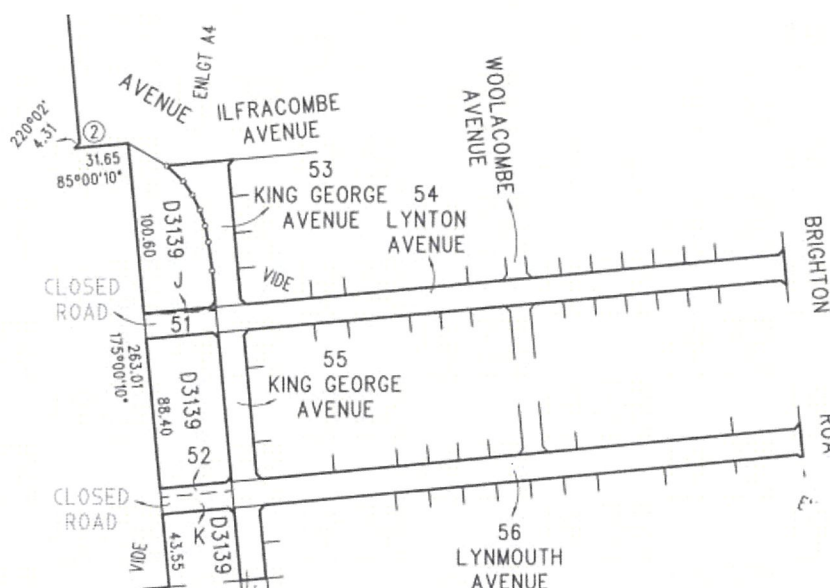 AVENUE
ENLGT A4
220°02'
4.31
2
31.65
85°00'10"
ILFRACOMBE
AVENUE
WOOLACOMBE
AVENUE
53
KING GEORGE
AVENUE
54
LYNTON
AVENUE
D3139
100.60
J
VIDE
BRIGHTON
CLOSED
ROAD
51
263.01
175°00'10"
D3139
88.40
55
KING GEORGE
AVENUE
52
CLOSED
ROAD
K
D3139
43.55
VIDE
56
LYNMOUTH
AVENUE